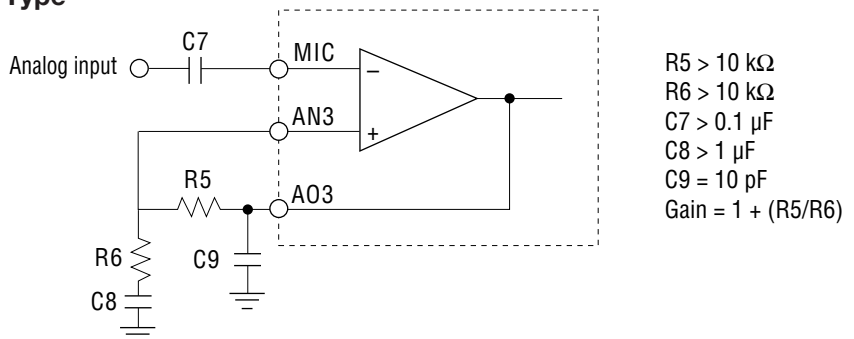 Type
Analog input
C7
MIC
–
AN3
+
R5
AO3
R6
C9
C8
R5 > 10 kΩ
R6 > 10 kΩ
C7 > 0.1 µF
C8 > 1 µF
C9 = 10 pF
Gain = 1 + (R5/R6)